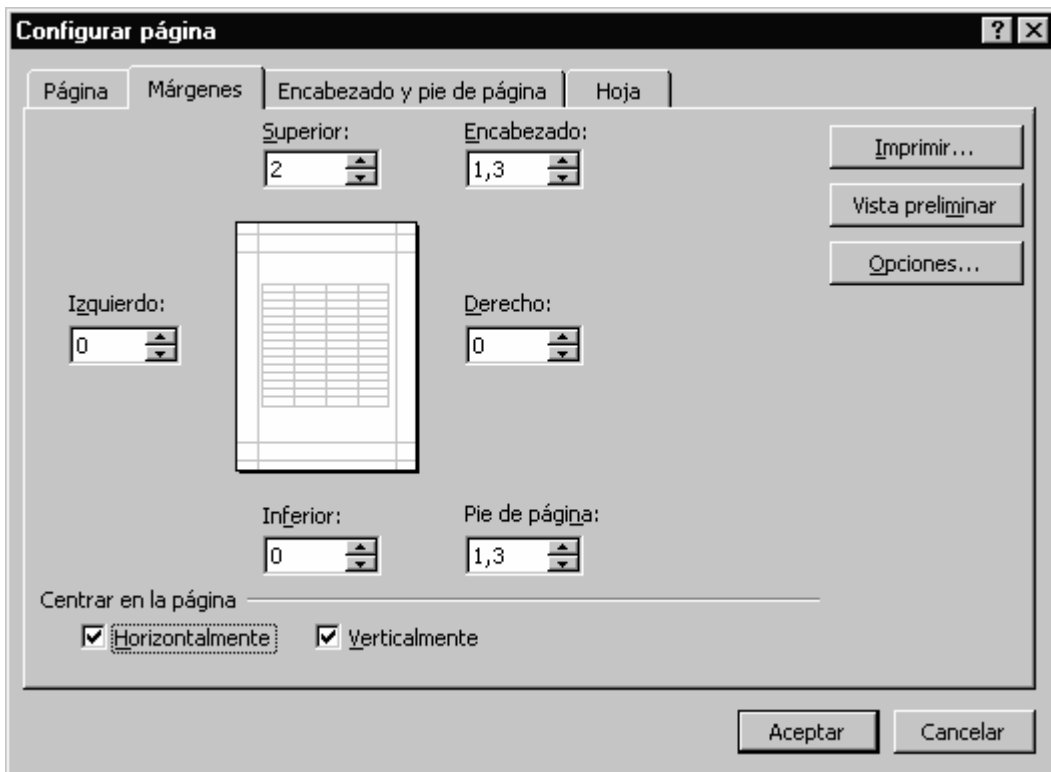 Configurar página
Página Márgenes Encabezado y pie de página Hoja
Superior: Encabezado:
2 1,3
Imprimir...
Vista preliminar
Opciones...
Izquierdo: Derecho:
0 0
Inferior: Pie de página:
0 1,3
Centrar en la página
Horizontalmente Verticalmente
Aceptar Cancelar